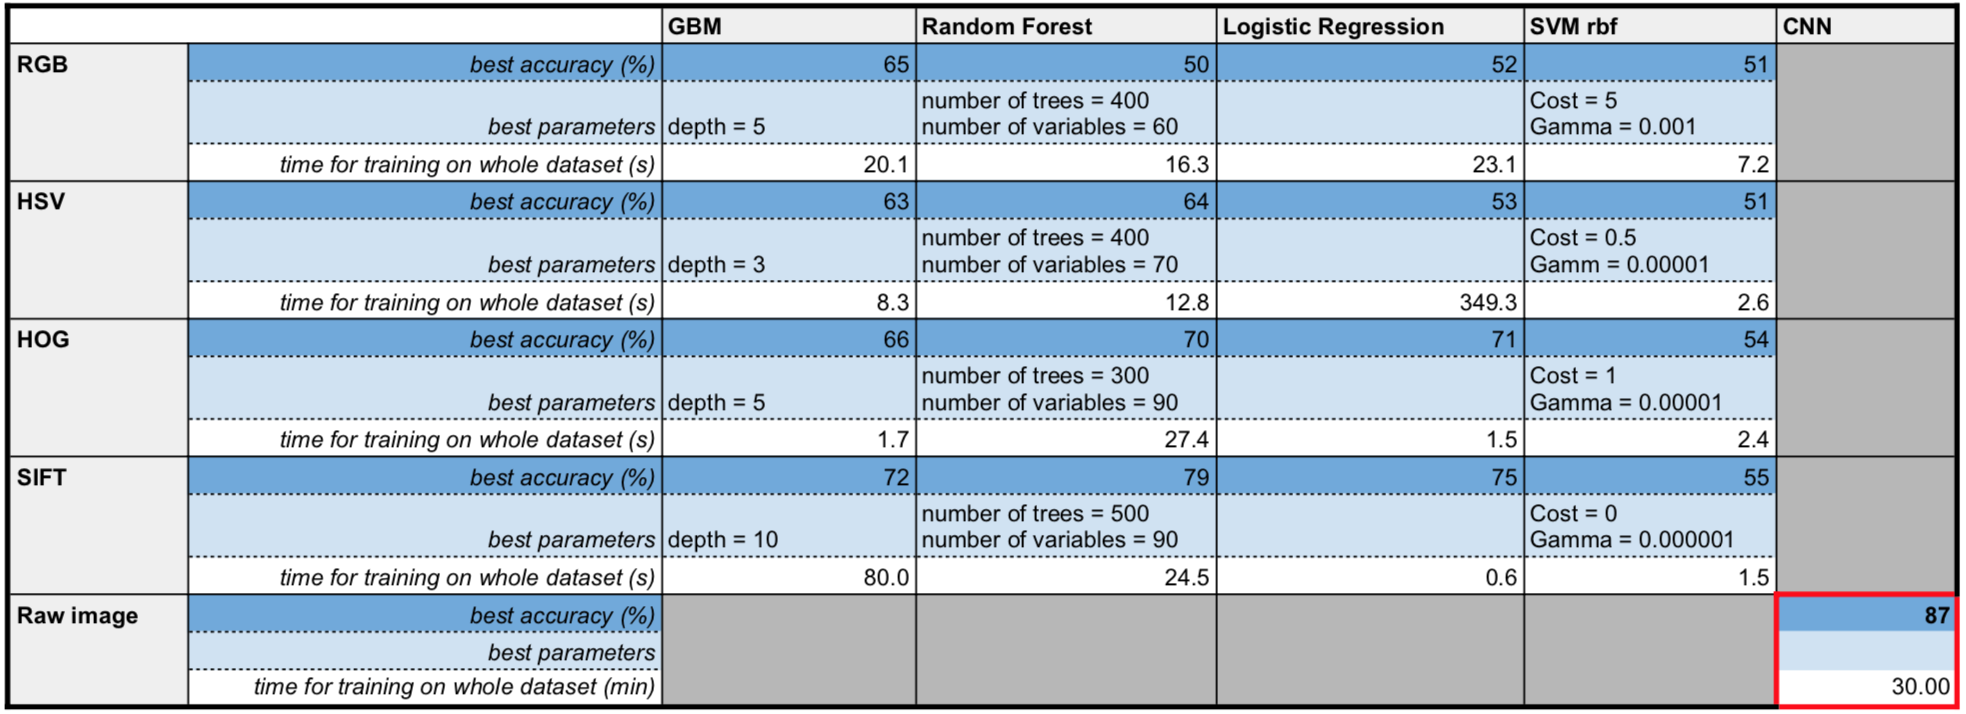 GBM Random Forest Logistic Regression SVM rbf CNN
RGB best accuracy (%) 65 50 52 51
number of trees = 400 Cost = 5
best parameters depth = 5 number of variables = 60 Gamma = 0.001
time for training on whole dataset (s) 20.1 16.3 23.1 7.2
HSV best accuracy (%) 63 64 53 51
number of trees = 400 Cost = 0.5
best parameters depth = 3 number of variables = 70 Gamm = 0.00001
time for training on whole dataset (s) 8.3 12.8 349.3 2.6
HOG best accuracy (%) 66 70 71 54
number of trees = 300 Cost = 1
best parameters depth = 5 number of variables = 90 Gamma = 0.00001
time for training on whole dataset (s) 1.7 27.4 1.5 2.4
SIFT best accuracy (%) 72 79 75 55
number of trees = 500 Cost = 0
best parameters depth = 10 number of variables = 90 Gamma = 0.000001
time for training on whole dataset (s) 80.0 24.5 0.6 1.5
Raw image best accuracy (%) 87
best parameters
time for training on whole dataset (min) 30.00